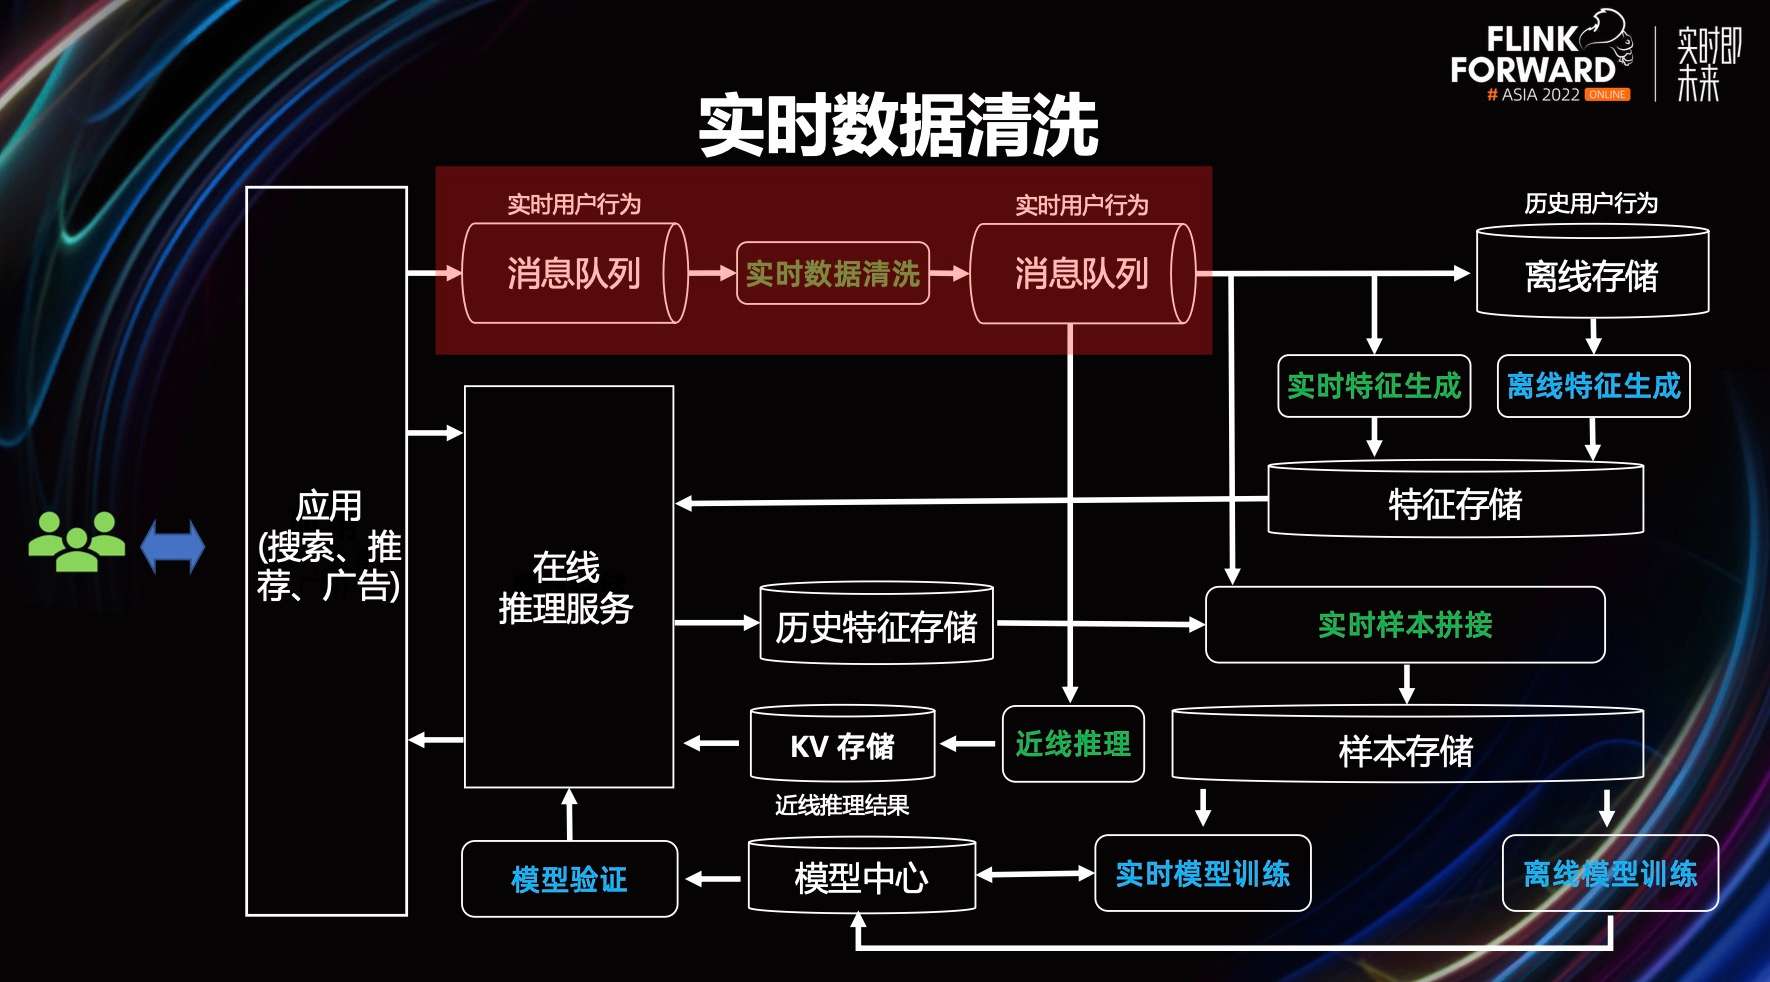 FLINK
FORWARD
# ASIA 2022 ONLINE
实时即
未来
实时数据清洗
实时用户行为
实时用户行为
历史用户行为
消息队列
实时数据清洗
消息队列
离线存储
实时特征生成
离线特征生成
特征存储
应用
(搜索、推
荐、广告)
在线
推理服务
历史特征存储
实时样本拼接
KV 存储
近线推理
样本存储
近线推理结果
模型验证
模型中心
实时模型训练
离线模型训练